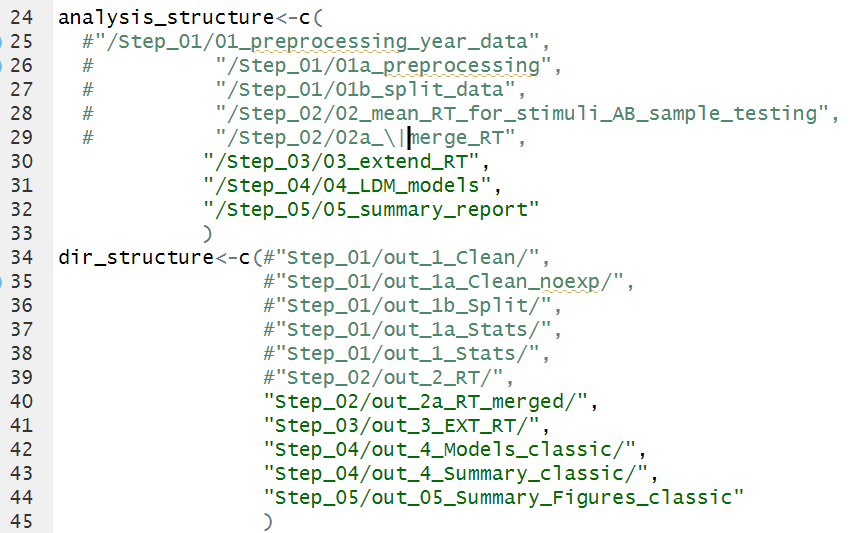 24 analysis_structure<-c(
25   #"/Step_01/01_preprocessing_year_data",
26   #          "/Step_01/01a_preprocessing",
27   #          "/Step_01/01b_split_data",
28   #          "/Step_02/02_mean_RT_for_stimuli_AB_sample_testing",
29   #          "/Step_02/02a_\|merge_RT",
30             "/Step_03/03_extend_RT",
31             "/Step_04/04_LDM_models",
32             "/Step_05/05_summary_report"
33             )
34 dir_structure<-c(#"Step_01/out_1_Clean/",
35                  #"Step_01/out_1a_Clean_noexp/",
36                  #"Step_01/out_1b_Split/",
37                  #"Step_01/out_1a_Stats/",
38                  #"Step_01/out_1_Stats/",
39                  #"Step_02/out_2_RT/",
40                  "Step_02/out_2a_RT_merged/",
41                  "Step_03/out_3_EXT_RT/",
42                  "Step_04/out_4_Models_classic/",
43                  "Step_04/out_4_Summary_classic/",
44                  "Step_05/out_05_Summary_Figures_classic"
45                  )